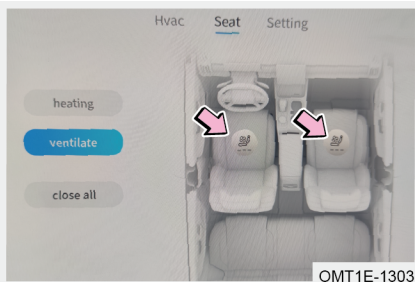 Hvac Seat Setting
heating
ventilate
close all
OMT1E-1303